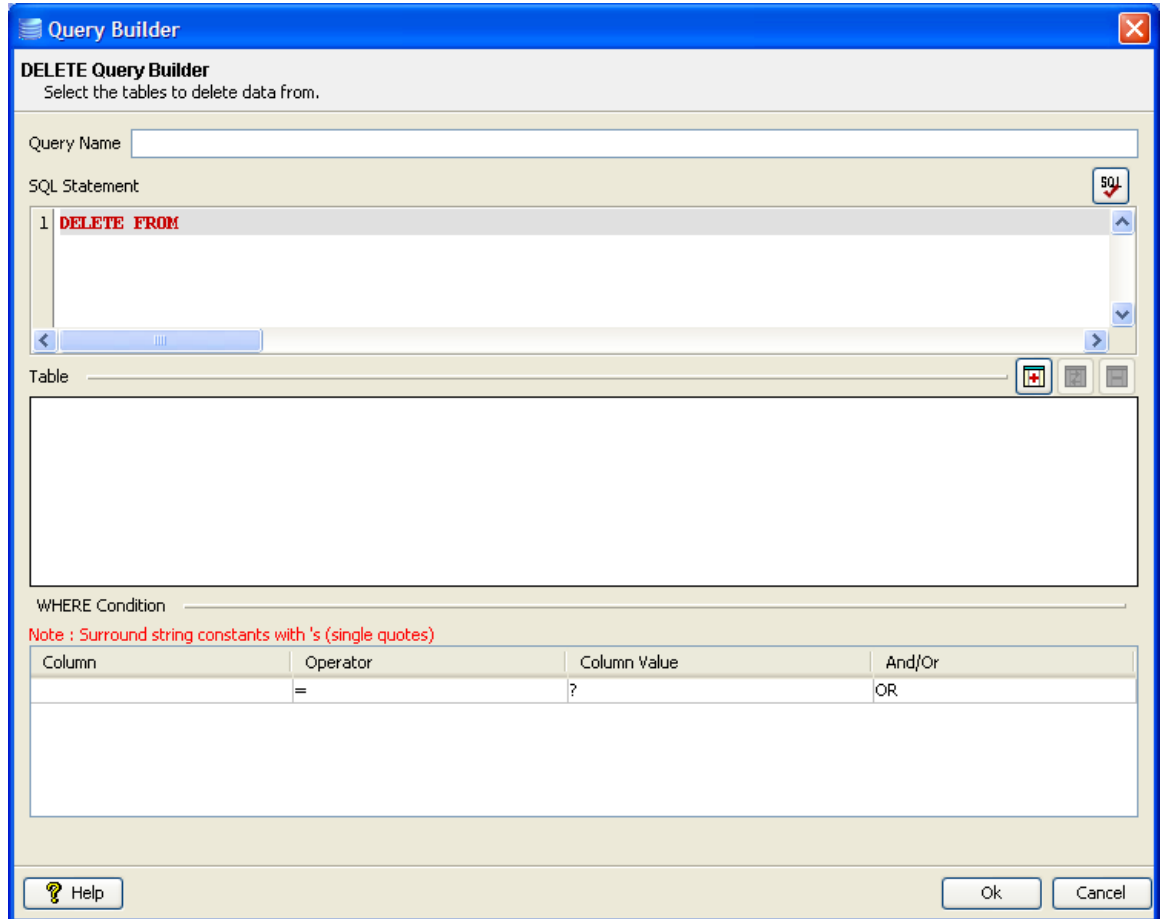 Query Builder
DELETE Query Builder
Select the tables to delete data from.
Query Name
SQL Statement
SQL
1 DELETE FROM
Table
WHERE Condition
Note : Surround string constants with 's (single quotes)
Column Operator Column Value And/Or
= ? OR
? Help Ok Cancel